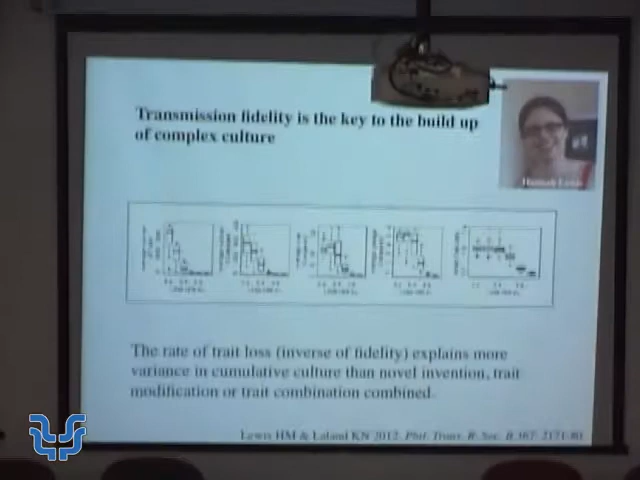 Transmission fidelity is the key to the build up
of complex culture
Hannah Lewis
The rate of trait loss (inverse of fidelity) explains more
variance in cumulative culture than novel invention, trait
modification or trait combination combined.
Lewis HM & Laland KN 2012. Phil. Trans. R. Soc. B 367: 2171-80.